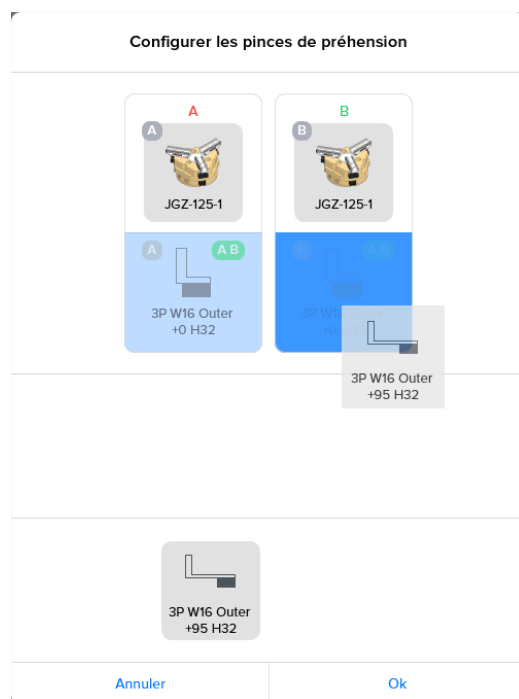 Configurer les pinces de préhension
A
B
A
JGZ-125-1
B
JGZ-125-1
A
A B
3P W16 Outer
+0 H32
B
A B
3P W16 Outer
+95 H32
3P W16 Outer
+95 H32
Annuler
Ok